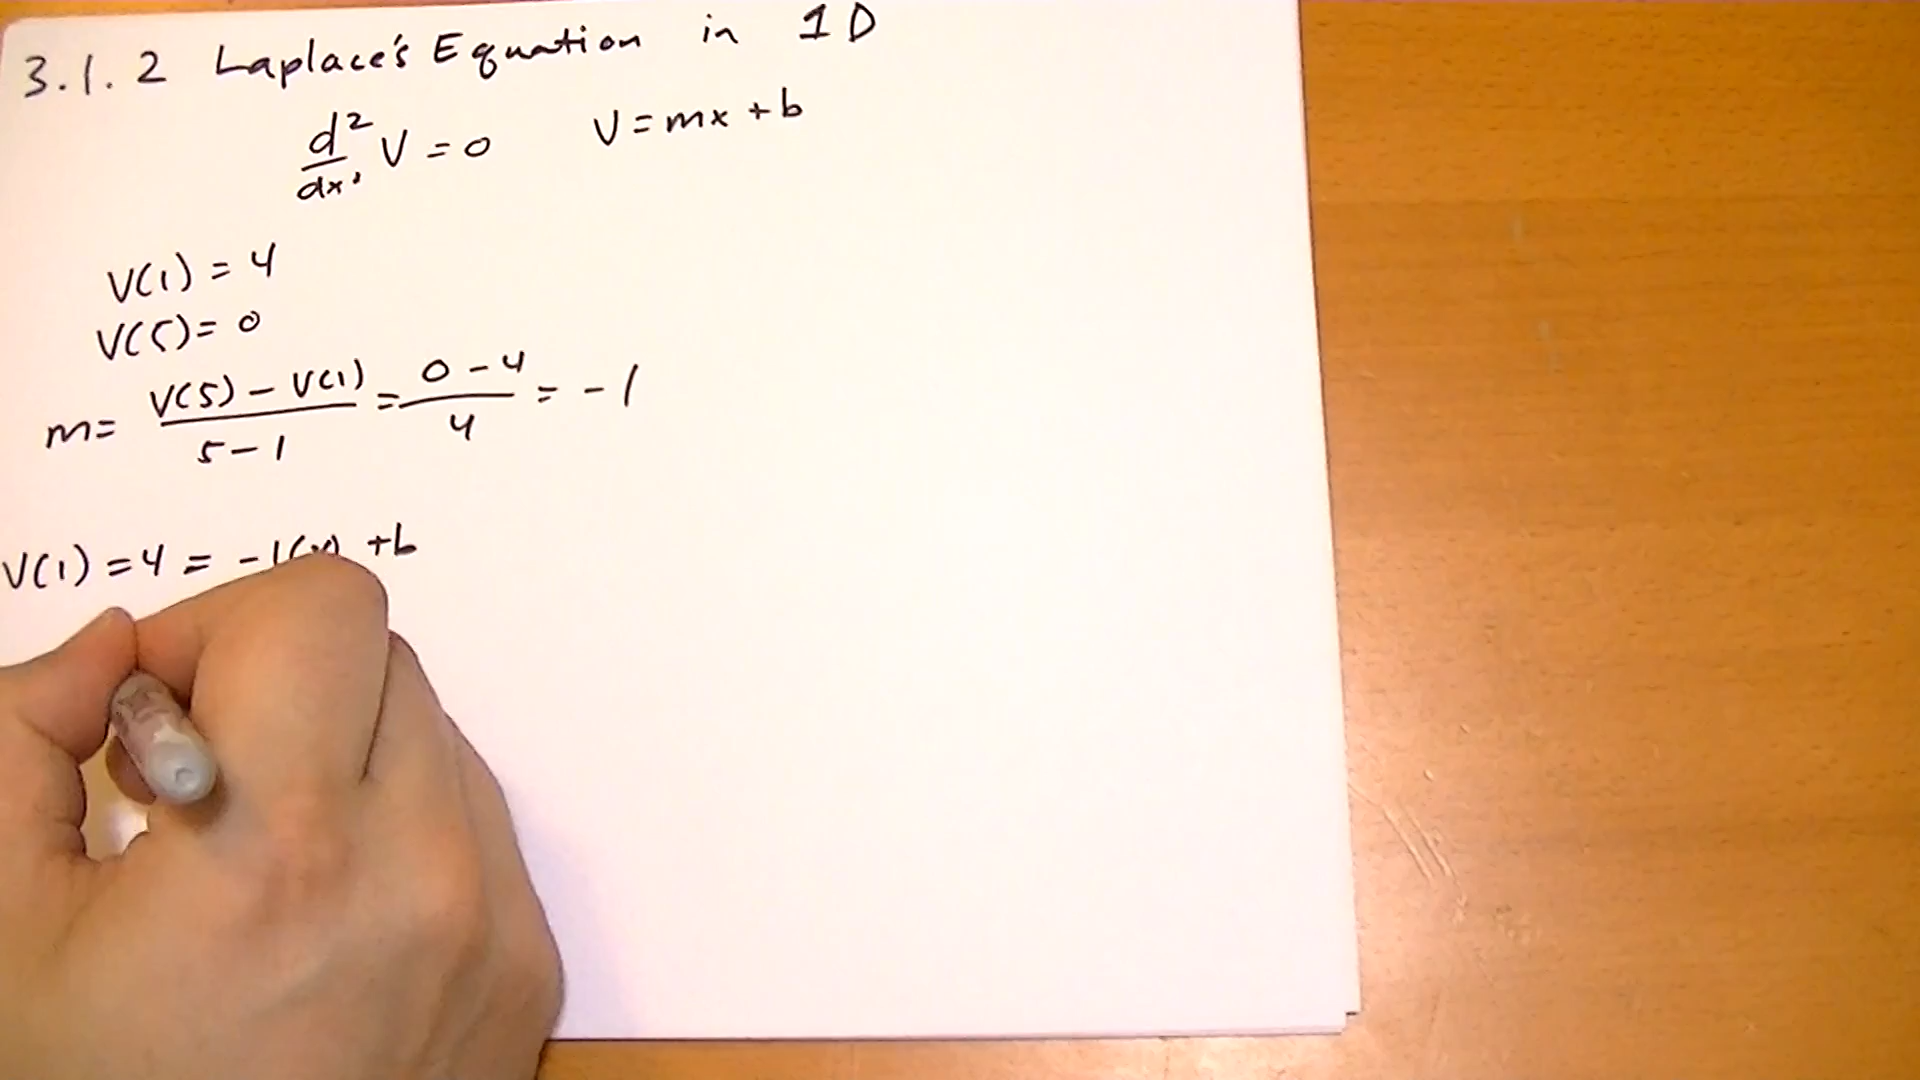 3.1.2 Laplace's Equation in 1D
d²/dx² V = 0 V = mx + b
V(1) = 4
V(5) = 0
m = V(5) - V(1) / 5 - 1 = 0 - 4 / 4 = -1
V(1) = 4 = -1( ) + b